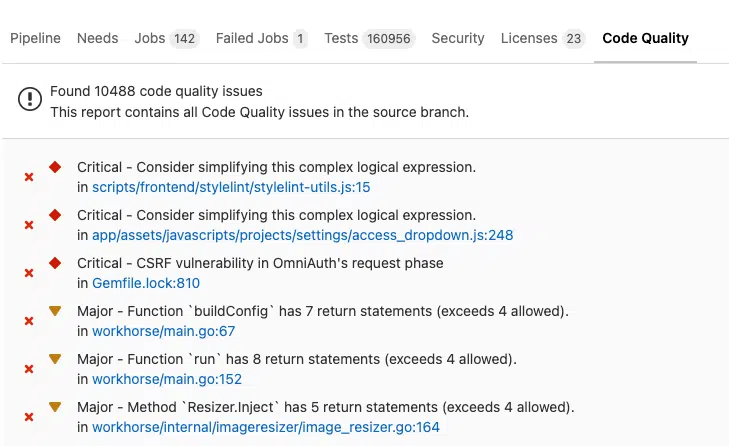 Pipeline Needs Jobs 142 Failed Jobs 1 Tests 160956 Security Licenses 23 Code Quality
Found 10488 code quality issues
This report contains all Code Quality issues in the source branch.
Critical - Consider simplifying this complex logical expression.
in scripts/frontend/stylelint/stylelint-utils.js:15
Critical - Consider simplifying this complex logical expression.
in app/assets/javascripts/projects/settings/access_dropdown.js:248
Critical - CSRF vulnerability in OmniAuth's request phase
in Gemfile.lock:810
Major - Function `buildConfig` has 7 return statements (exceeds 4 allowed).
in workhorse/main.go:67
Major - Function `run` has 8 return statements (exceeds 4 allowed).
in workhorse/main.go:152
Major - Method `Resizer.Inject` has 5 return statements (exceeds 4 allowed).
in workhorse/internal/imageresizer/image_resizer.go:164